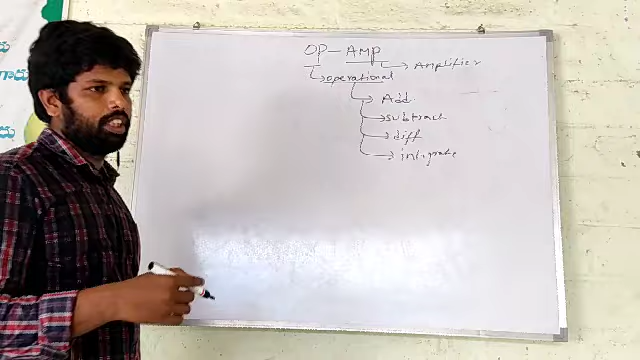 OP - AMP
→ Amplifier
→ operational
→ Add
→ subtract
→ diff
→ integrate
గాదు